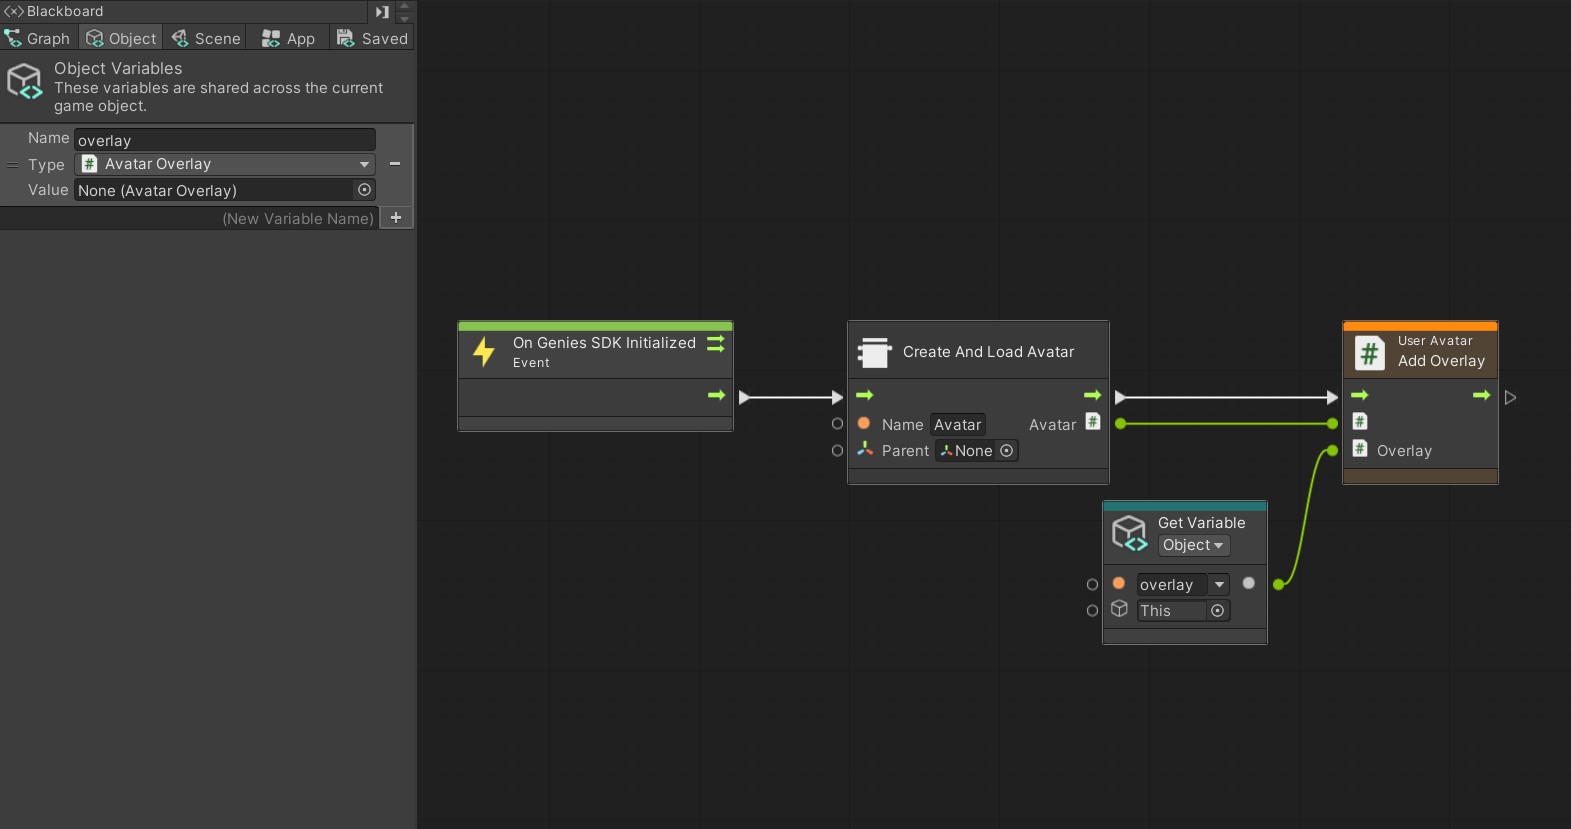 Blackboard
Graph Object Scene App Saved
Object Variables
These variables are shared across the current
game object.
Name overlay
Type # Avatar Overlay
Value None (Avatar Overlay)
(New Variable Name) +
On Genies SDK Initialized
Event
Create And Load Avatar
Name Avatar Avatar #
Parent None
User Avatar
# Add Overlay
#
# Overlay
Get Variable
Object
overlay
This